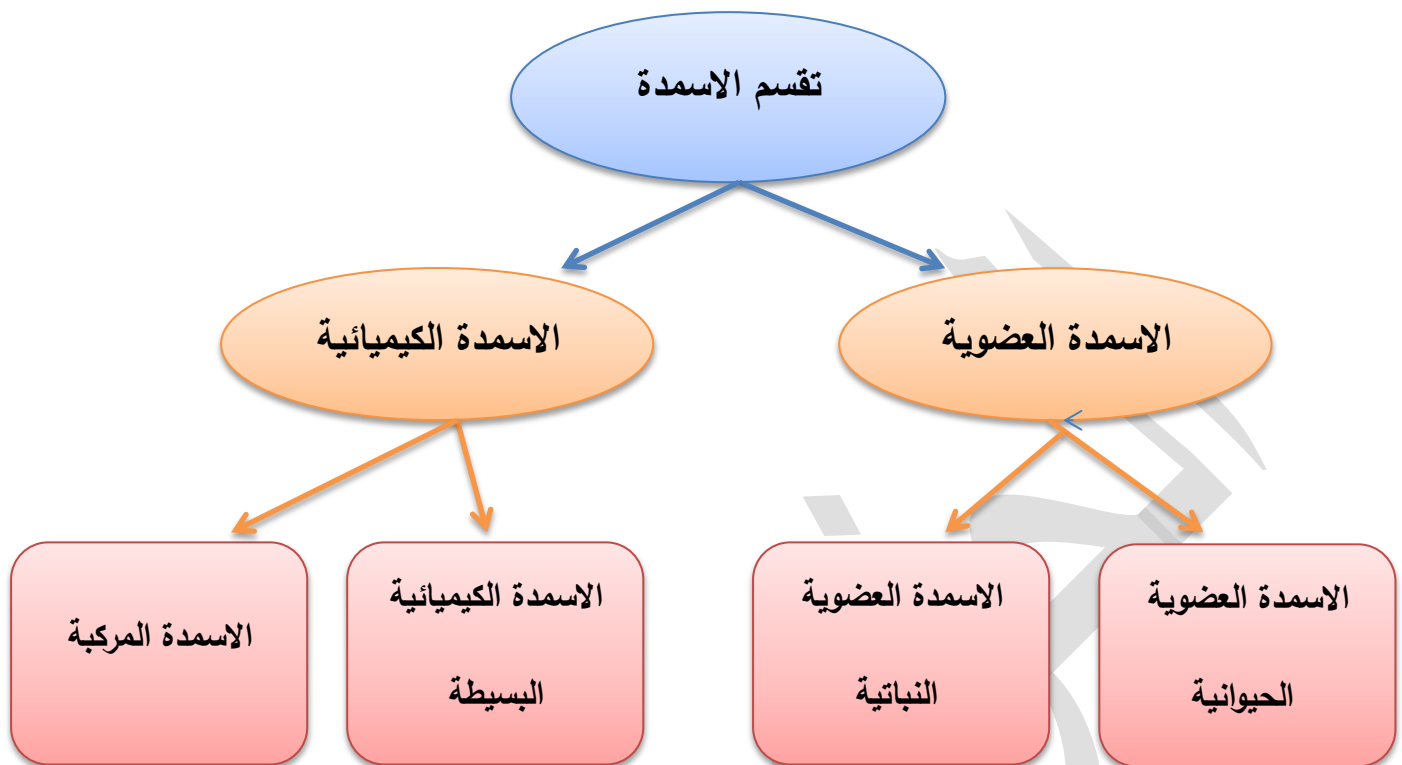 تقسم الاسمدة
الاسمدة العضوية
الاسمدة الكيميائية
الاسمدة العضوية
الحيوانية
الاسمدة العضوية
النباتية
الاسمدة الكيميائية
البسيطة
الاسمدة المركبة